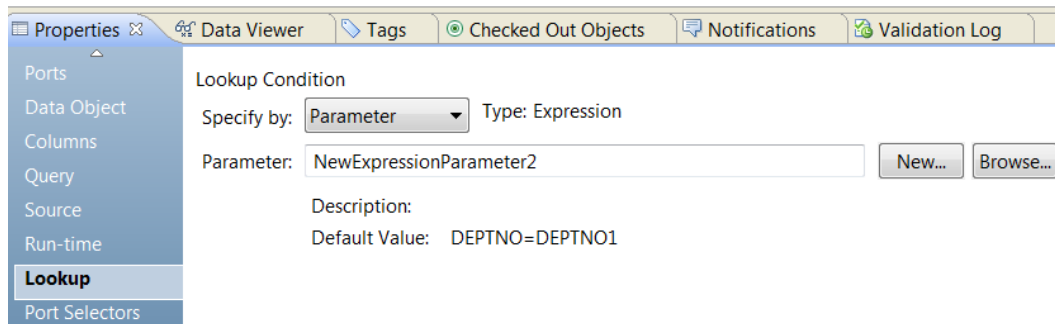 Properties Data Viewer Tags Checked Out Objects Notifications Validation Log
Ports
Data Object
Columns
Query
Source
Run-time
Lookup
Port Selectors
Lookup Condition
Specify by: Parameter Type: Expression
Parameter: NewExpressionParameter2 New... Browse...
Description:
Default Value: DEPTNO=DEPTNO1